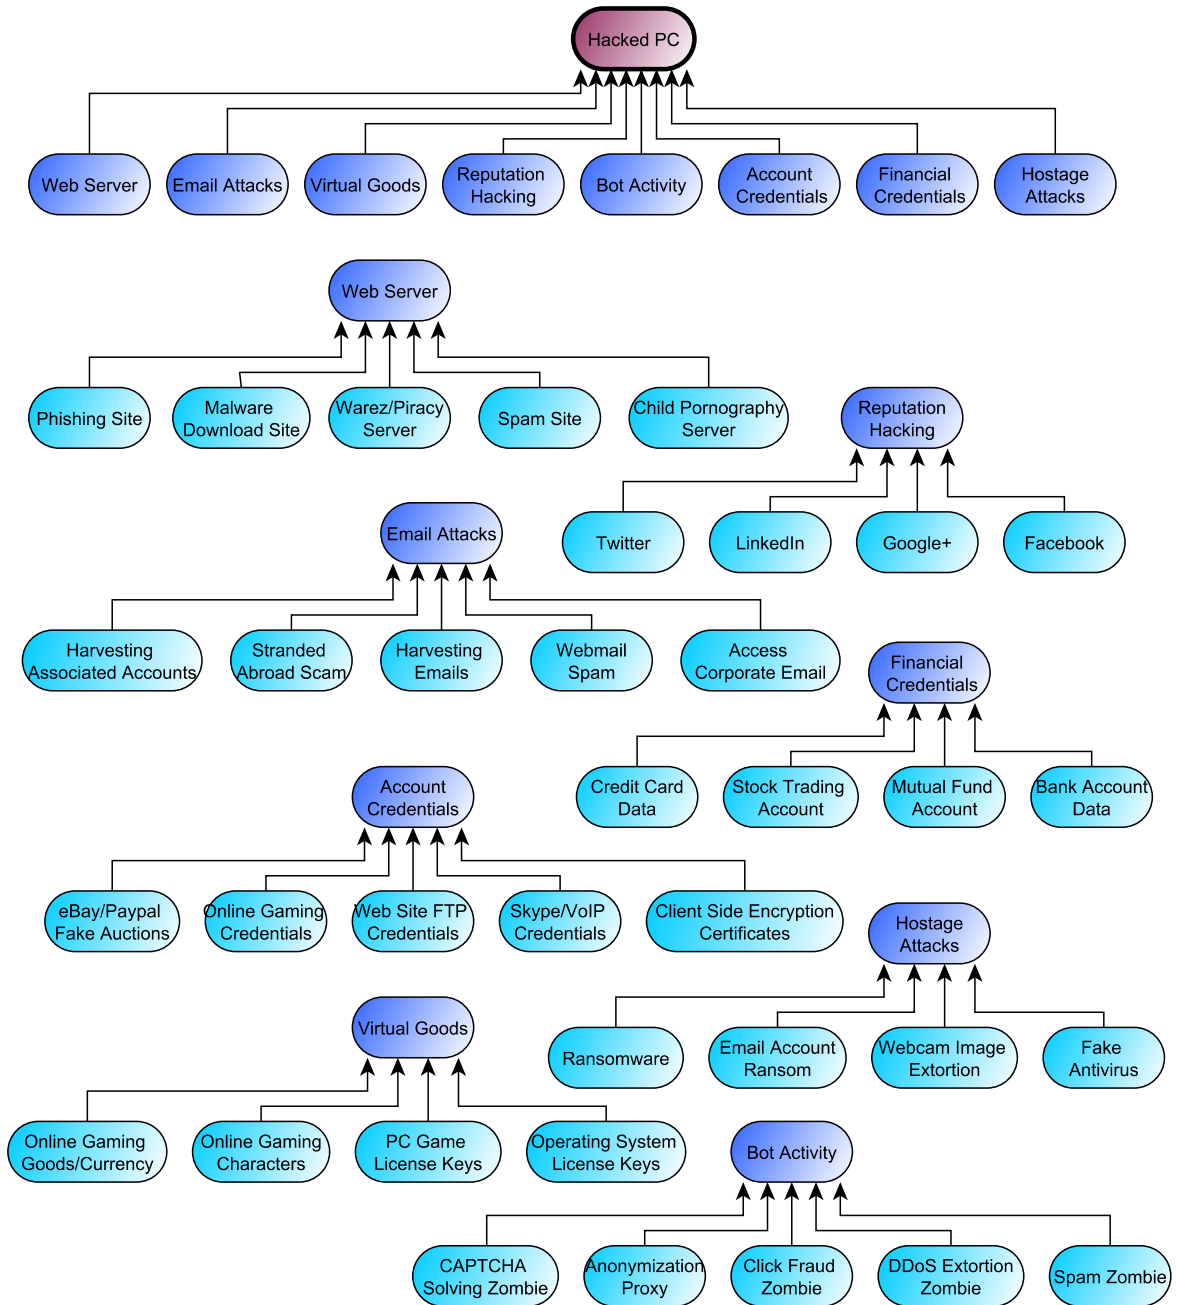 Hacked PC
Web Server
Email Attacks
Virtual Goods
Reputation
Hacking
Bot Activity
Account
Credentials
Financial
Credentials
Hostage
Attacks
Web Server
Phishing Site
Malware
Download Site
Warez/Piracy
Server
Spam Site
Child Pornography
Server
Reputation
Hacking
Twitter
LinkedIn
Google+
Facebook
Email Attacks
Harvesting
Associated Accounts
Stranded
Abroad Scam
Harvesting
Emails
Webmail
Spam
Access
Corporate Email
Financial
Credentials
Credit Card
Data
Stock Trading
Account
Mutual Fund
Account
Bank Account
Data
Account
Credentials
eBay/Paypal
Fake Auctions
Online Gaming
Credentials
Web Site FTP
Credentials
Skype/VoIP
Credentials
Client Side Encryption
Certificates
Hostage
Attacks
Ransomware
Email Account
Ransom
Webcam Image
Extortion
Fake
Antivirus
Virtual Goods
Online Gaming
Goods/Currency
Online Gaming
Characters
PC Game
License Keys
Operating System
License Keys
Bot Activity
CAPTCHA
Solving Zombie
Anonymization
Proxy
Click Fraud
Zombie
DDoS Extortion
Zombie
Spam Zombie